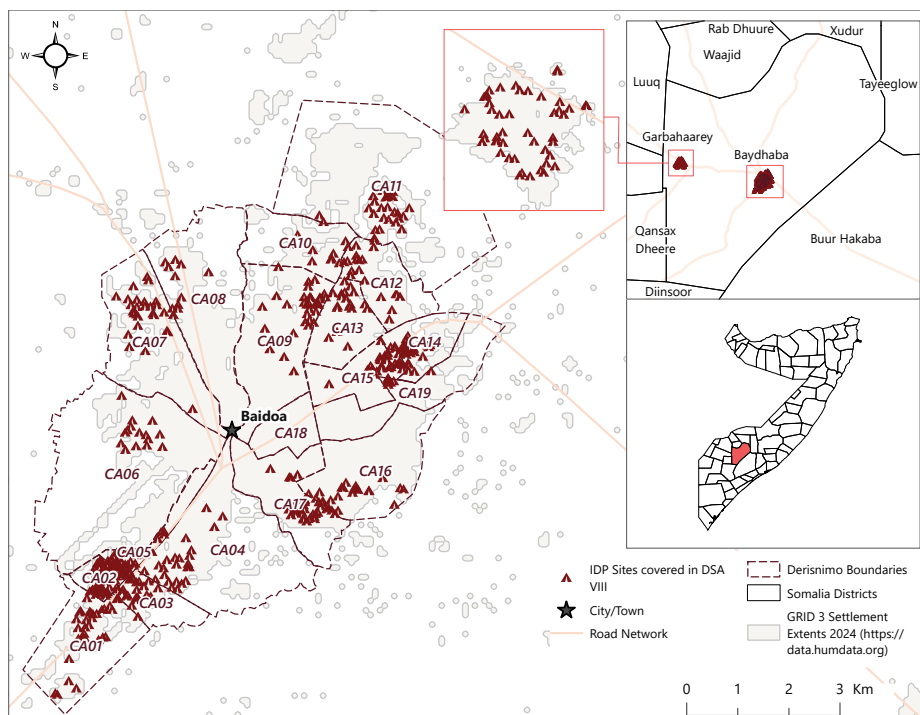 N
W
E
S
CA11
CA10
CA12
CA08
CA13
CA09
CA07
CA14
CA15
CA19
Baidoa
CA18
CA06
CA16
CA17
CA04
CA05
CA02
CA03
CA01
Rab Dhuure
Xudur
Waajid
Luuq
Tayeeglow
Garbahaarey
Baydhaba
Qansax
Dheere
Buur Hakaba
Diinsoor
IDP Sites covered in DSA
VIII
City/Town
Road Network
Derisnimo Boundaries
Somalia Districts
GRID 3 Settlement
Extents 2024 (https://
data.humdata.org)
0 1 2 3 Km